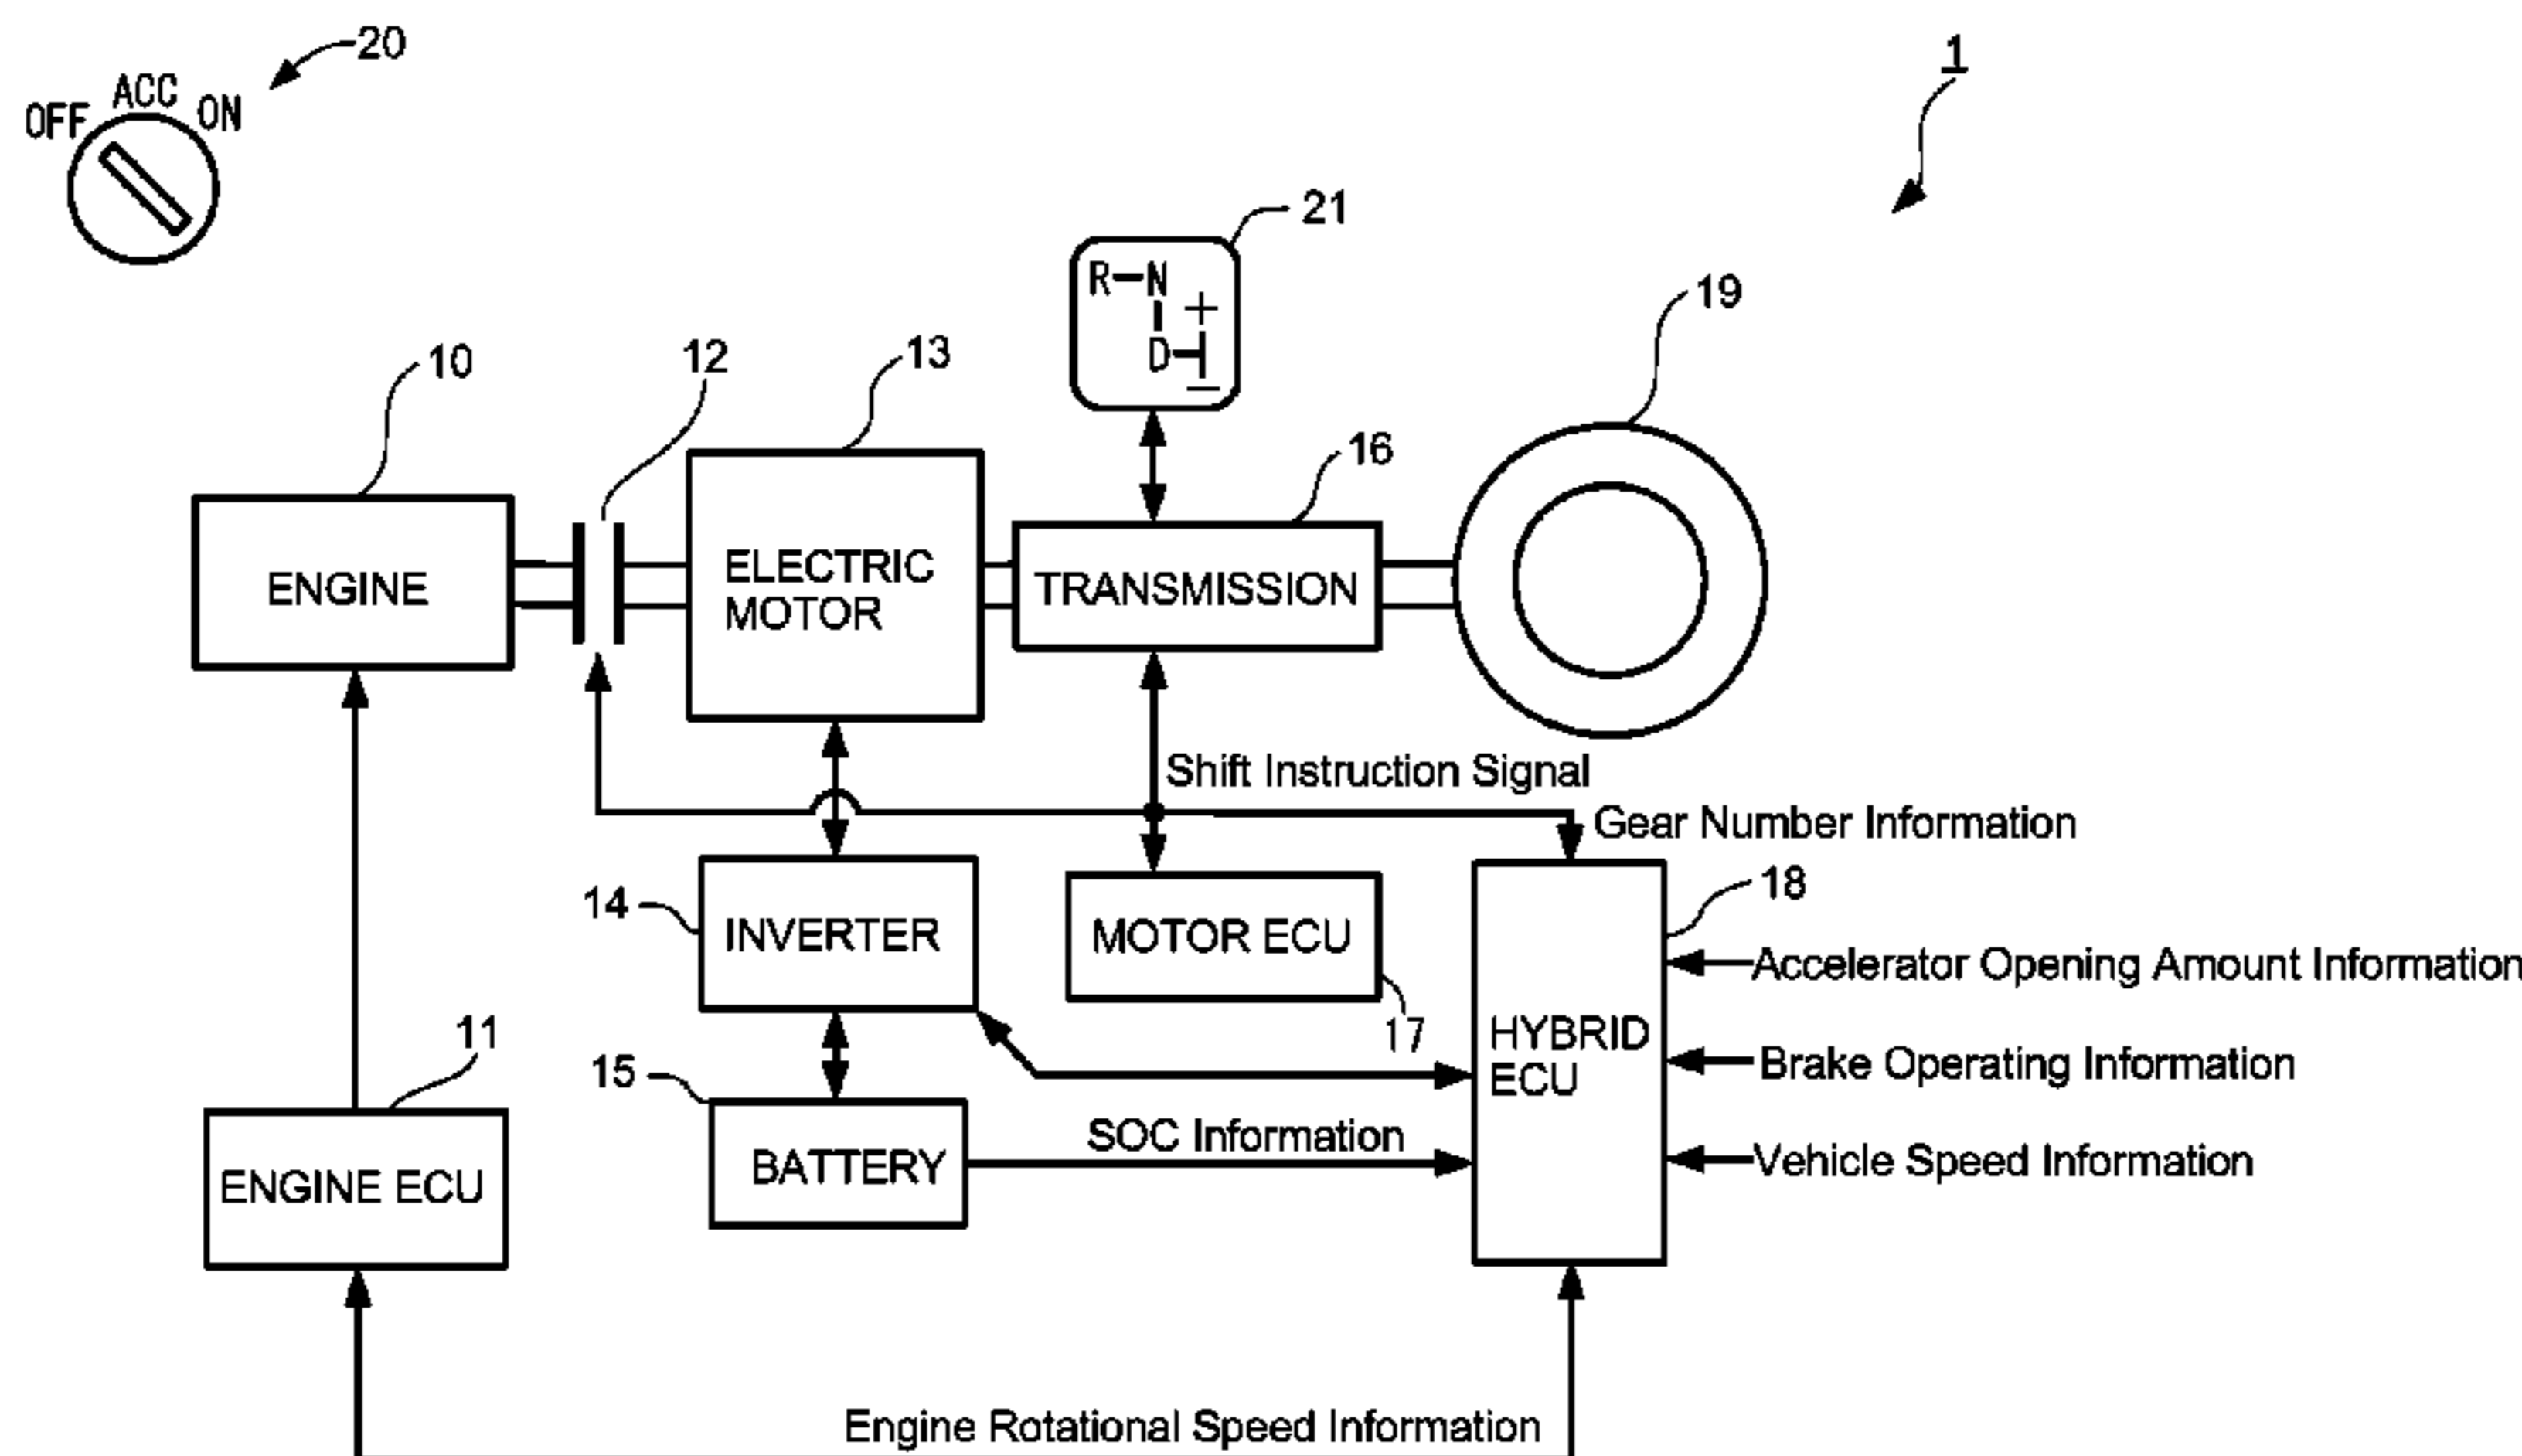 20
1
ACC
OFF
ON
21
R-N
+
D
−
19
10
12
13
16
ENGINE
ELECTRIC
MOTOR
TRANSMISSION
Shift Instruction Signal
Gear Number Information
14
INVERTER
MOTOR ECU
18
17
Accelerator Opening Amount Information
HYBRID
ECU
11
15
Brake Operating Information
SOC Information
BATTERY
Vehicle Speed Information
ENGINE ECU
Engine Rotational Speed Information